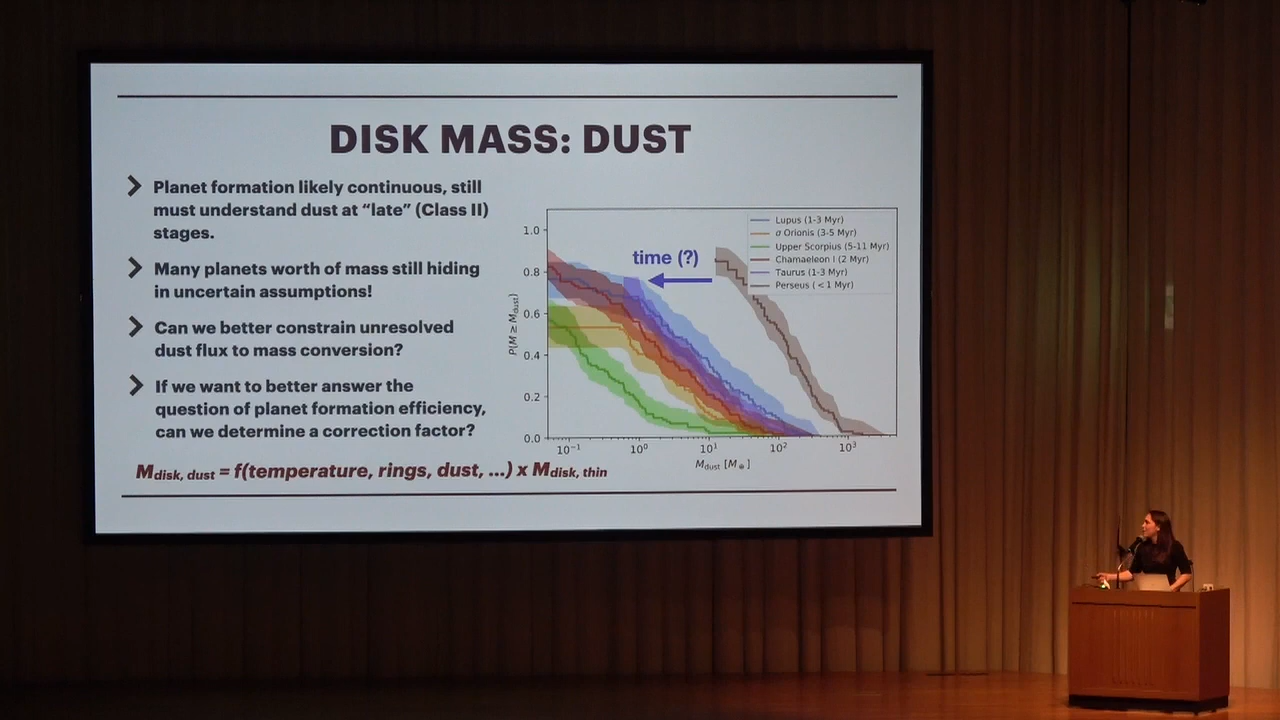 DISK MASS: DUST
Planet formation likely continuous, still
must understand dust at “late” (Class II)
stages.
Many planets worth of mass still hiding
in uncertain assumptions!
Can we better constrain unresolved
dust flux to mass conversion?
If we want to better answer the
question of planet formation efficiency,
can we determine a correction factor?
Mdisk, dust = f(temperature, rings, dust, ...) x Mdisk, thin
time (?)
Lupus (1-3 Myr)
σ Orionis (3-5 Myr)
Upper Scorpius (5-11 Myr)
Chamaeleon I (2 Myr)
Taurus (1-3 Myr)
Perseus ( < 1 Myr)
P(M ≥ Mdust)
1.0
0.8
0.6
0.4
0.2
0.0
10⁻¹
10⁰
10¹
10²
10³
Mdust [M⊕]